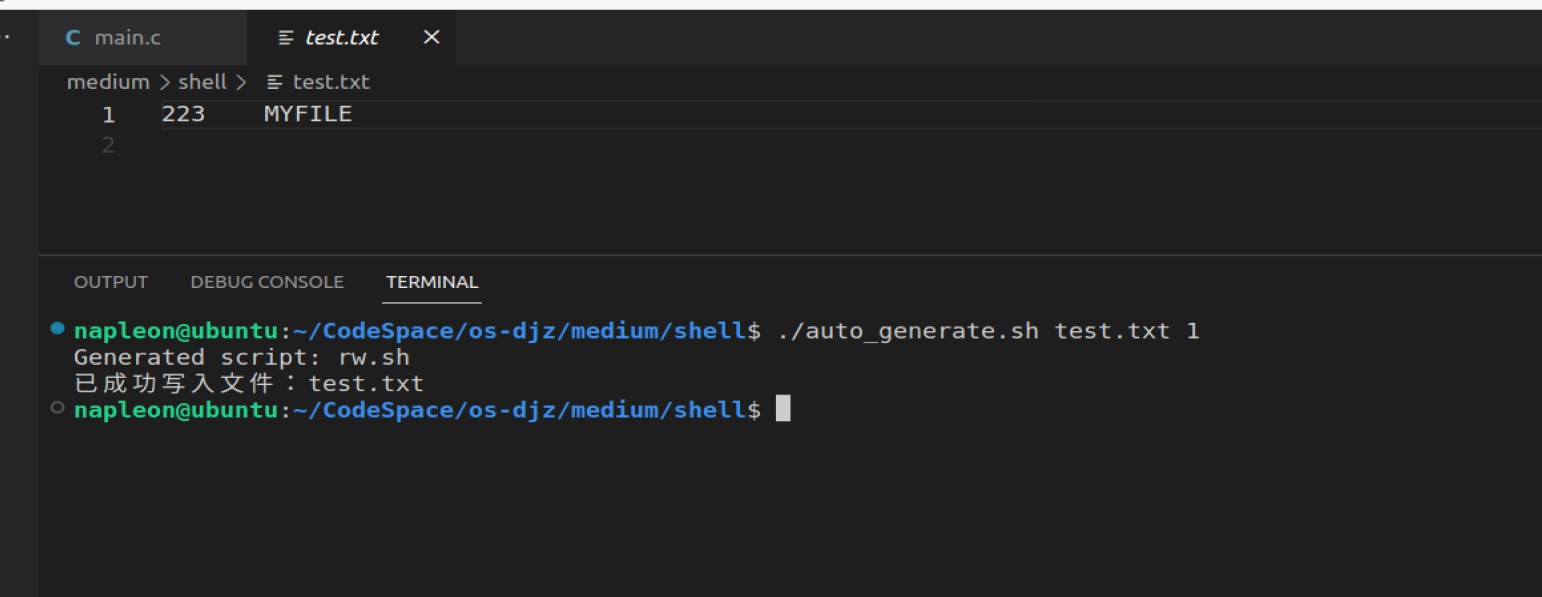 C main.c test.txt
medium > shell > test.txt
1 223 MYFILE
2
OUTPUT DEBUG CONSOLE TERMINAL
napleon@ubuntu:~/CodeSpace/os-djz/medium/shell$ ./auto_generate.sh test.txt 1
Generated script: rw.sh
已成功写入文件：test.txt
napleon@ubuntu:~/CodeSpace/os-djz/medium/shell$